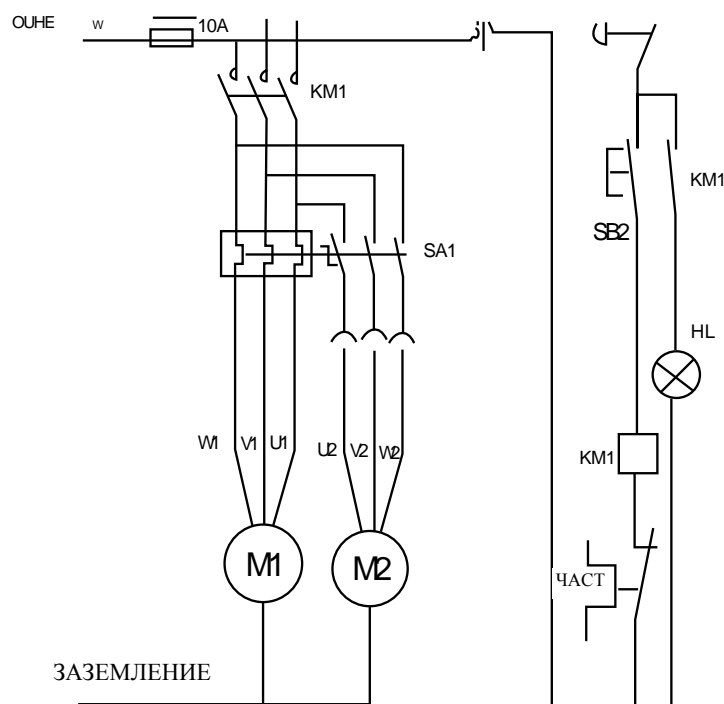 OUHE w 10A
KM1
KM1
SB2
SA1
HL
W1 V1 U1 U2 V2 W2
KM1
M1 M2
ЧАСТ
ЗАЗЕМЛЕНИЕ